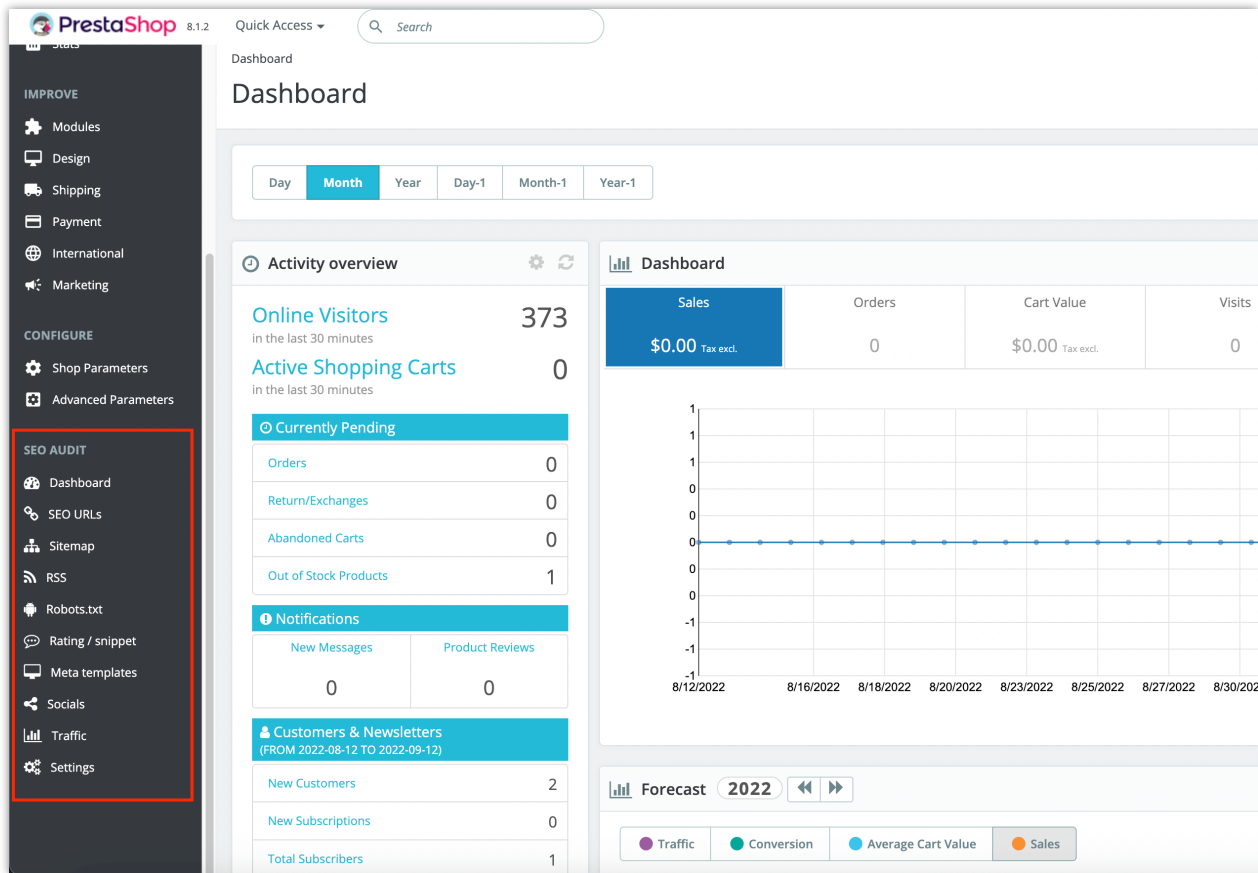 PrestaShop 8.1.2 Quick Access Search
Stats
IMPROVE
Modules
Design
Shipping
Payment
International
Marketing
CONFIGURE
Shop Parameters
Advanced Parameters
SEO AUDIT
Dashboard
SEO URLs
Sitemap
RSS
Robots.txt
Rating / snippet
Meta templates
Socials
Traffic
Settings
Dashboard
Dashboard
Day Month Year Day-1 Month-1 Year-1
Activity overview
Online Visitors 373
in the last 30 minutes
Active Shopping Carts 0
in the last 30 minutes
Currently Pending
Orders 0
Return/Exchanges 0
Abandoned Carts 0
Out of Stock Products 1
Notifications
New Messages Product Reviews
0 0
Customers & Newsletters
(FROM 2022-08-12 TO 2022-09-12)
New Customers 2
New Subscriptions 0
Total Subscribers 1
Dashboard
Sales Orders Cart Value Visits
$0.00 Tax excl. 0 $0.00 Tax excl. 0
1
1
1
0
0
0
0
0
-1
-1
-1
8/12/2022 8/16/2022 8/18/2022 8/20/2022 8/23/2022 8/25/2022 8/27/2022 8/30/202
Forecast 2022
Traffic Conversion Average Cart Value Sales